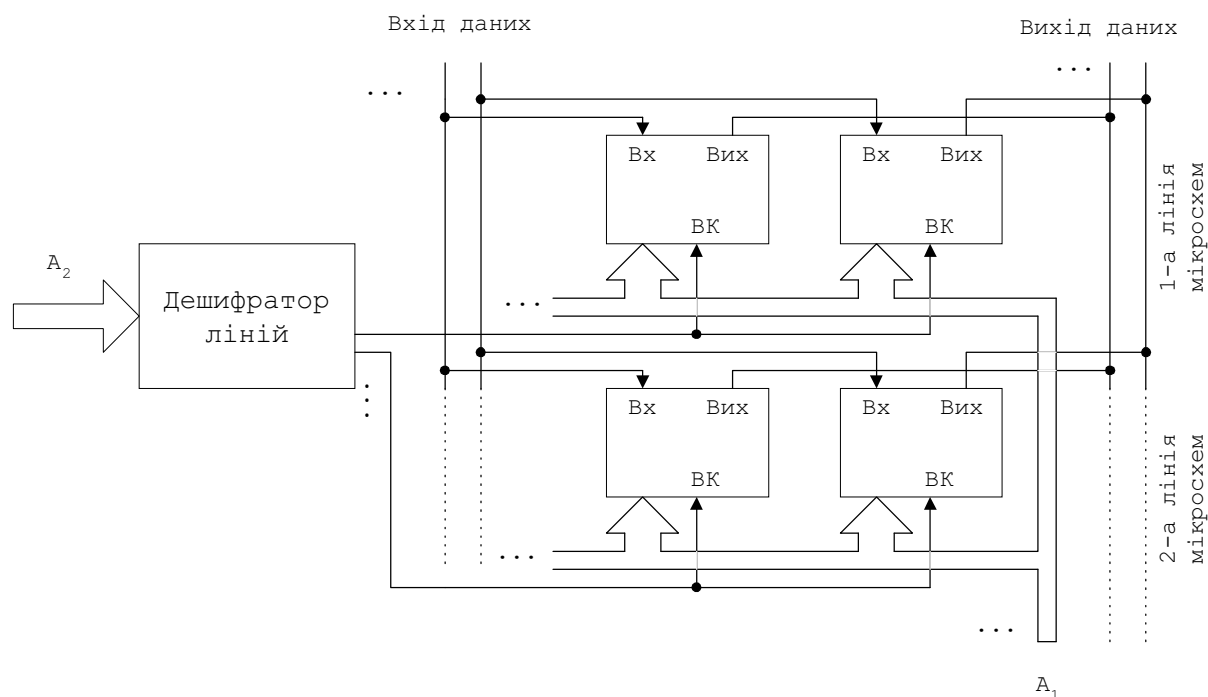 Вхід даних
Вихід даних
...
...
Вх Вих
ВК
Вх Вих
ВК
1-а лінія
мікросхем
A2
Дешифратор
ліній
...
...
Вх Вих
ВК
Вх Вих
ВК
2-а лінія
мікросхем
...
...
A1